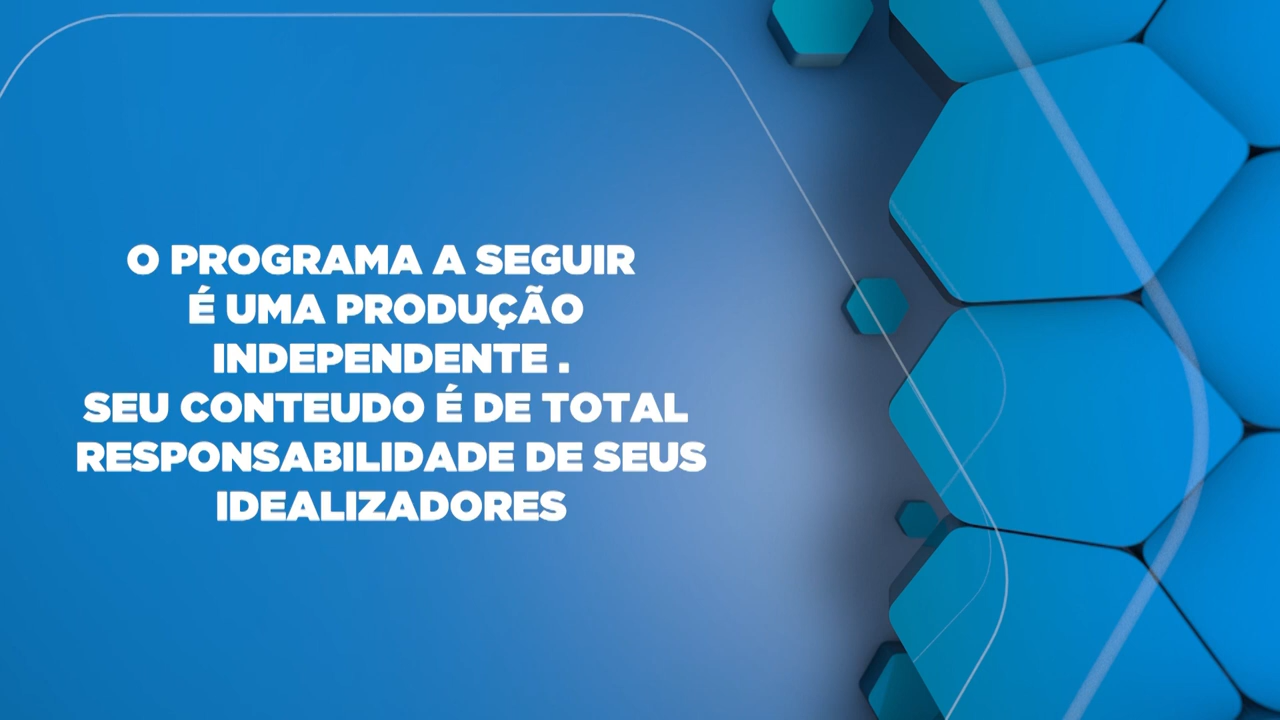 O PROGRAMA A SEGUIR
É UMA PRODUÇÃO
INDEPENDENTE .
SEU CONTEUDO É DE TOTAL
RESPONSABILIDADE DE SEUS
IDEALIZADORES